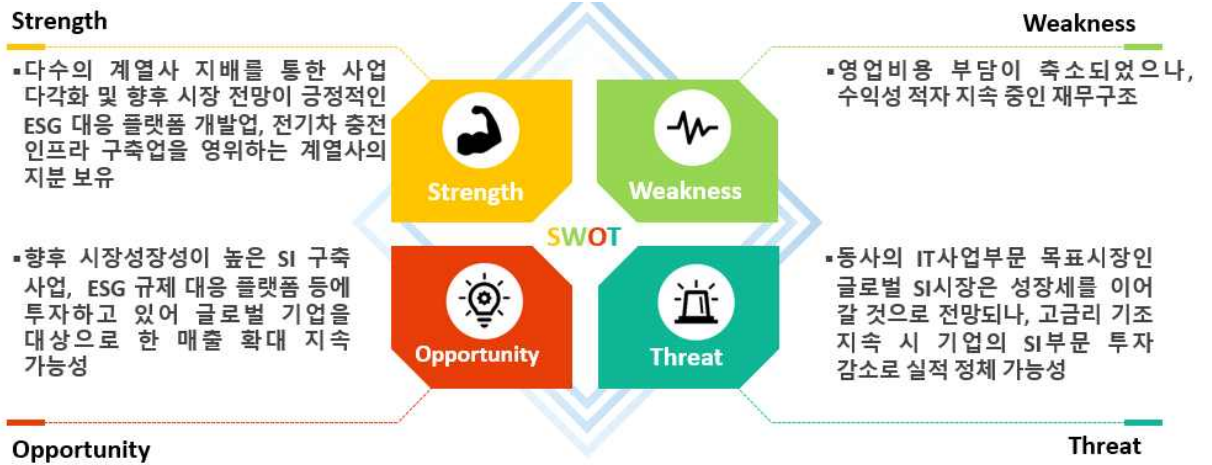 Strength
▪다수의 계열사 지배를 통한 사업
다각화 및 향후 시장 전망이 긍정적인
ESG 대응 플랫폼 개발업, 전기차 충전
인프라 구축업을 영위하는 계열사의
지분 보유
Weakness
▪영업비용 부담이 축소되었으나,
수익성 적자 지속 중인 재무구조
Strength
Weakness
SWOT
Opportunity
Threat
▪향후 시장성장성이 높은 SI 구축
사업, ESG 규제 대응 플랫폼 등에
투자하고 있어 글로벌 기업을
대상으로 한 매출 확대 지속
가능성
Opportunity
▪동사의 IT사업부문 목표시장인
글로벌 SI시장은 성장세를 이어
갈 것으로 전망되나, 고금리 기조
지속 시 기업의 SI부문 투자
감소로 실적 정체 가능성
Threat